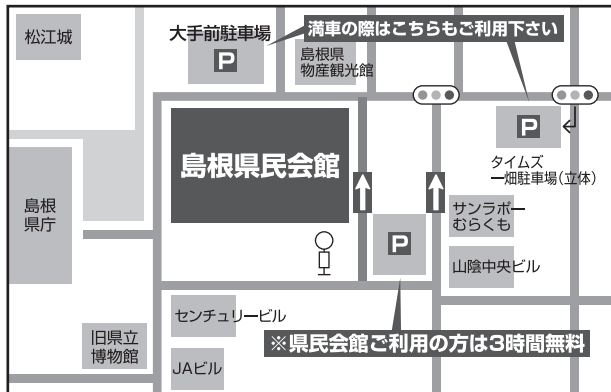 松江城
大手前駐車場
P
満車の際はこちらもご利用下さい
島根県
物産観光館
島根県民会館
P
タイムズ
一畑駐車場(立体)
島根
県庁
サンラポー
むらくも
P
山陰中央ビル
センチュリービル
※県民会館ご利用の方は3時間無料
旧県立
博物館
JAビル